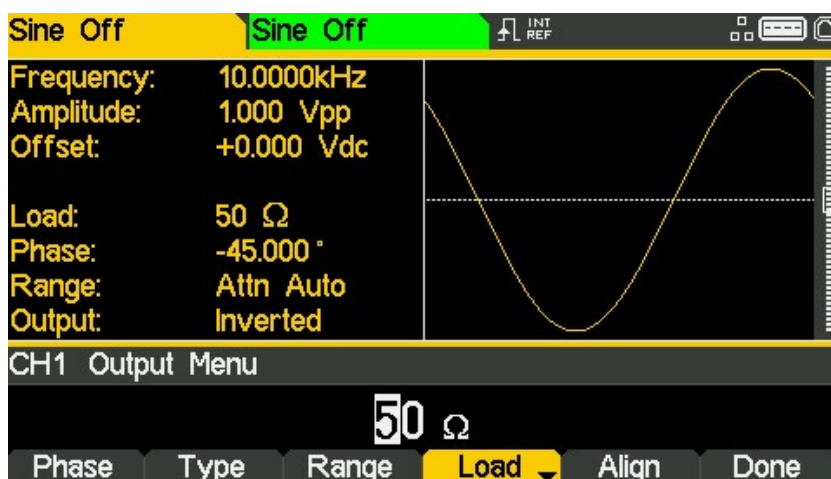 Sine Off
Sine Off
INT
REF
Frequency: 10.0000kHz
Amplitude: 1.000 Vpp
Offset: +0.000 Vdc
Load: 50 Ω
Phase: -45.000 °
Range: Attn Auto
Output: Inverted
CH1 Output Menu
50 Ω
Phase Type Range Load Align Done